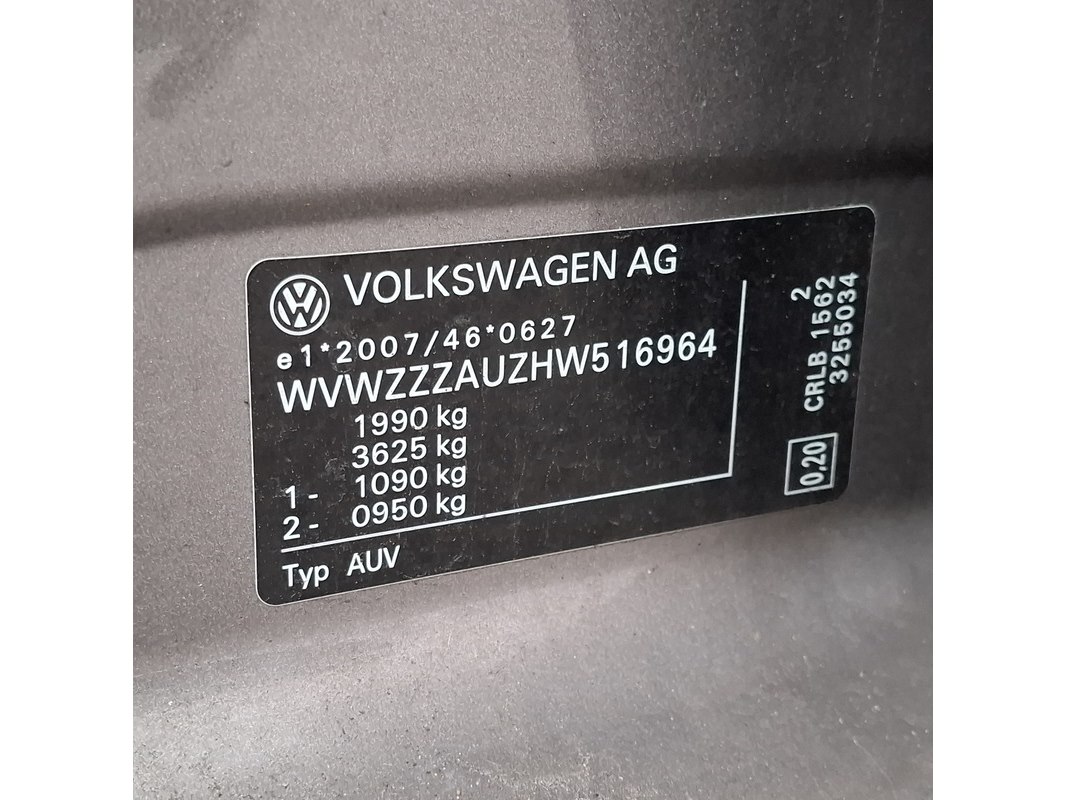 VOLKSWAGEN AG
e1*2007/46*0627
WVWZZZAUZHW516964
1990 kg
3625 kg
1- 1090 kg
2- 0950 kg
Typ AUV
2
CRLB 1562
3255034
0,20